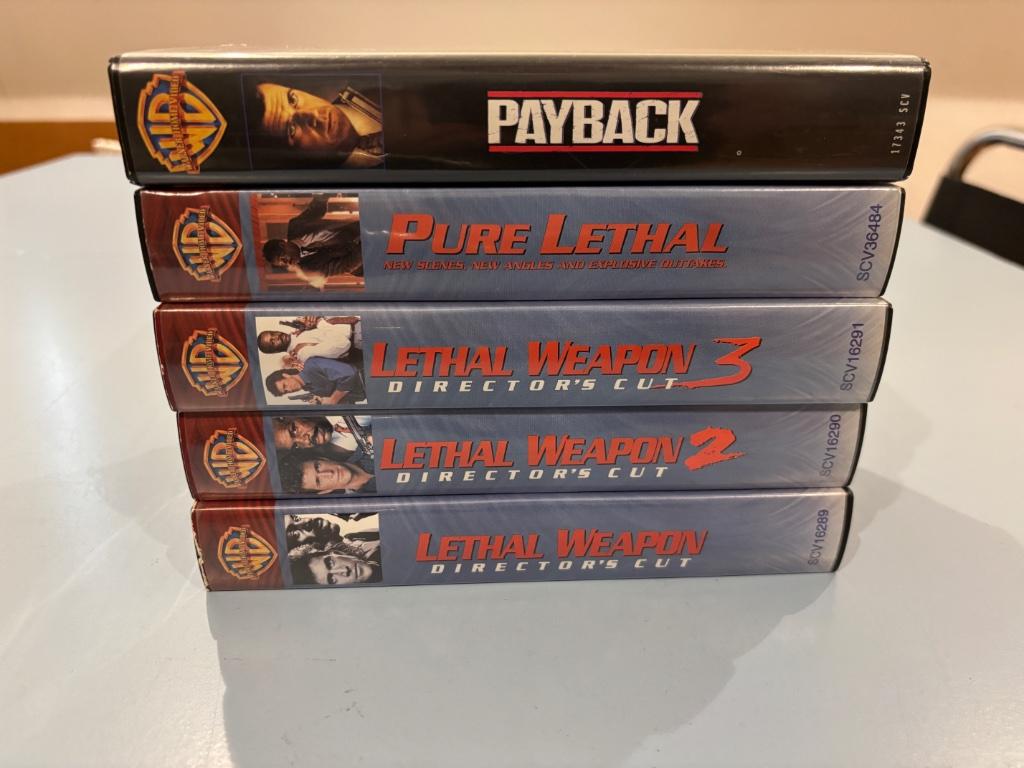 PAYBACK
17343 SCV
PURE LETHAL
NEW SCENES, NEW ANGLES AND EXPLOSIVE OUTTAKES.
SCV36484
LETHAL WEAPON 3
DIRECTOR'S CUT
SCV16291
LETHAL WEAPON 2
DIRECTOR'S CUT
SCV16290
LETHAL WEAPON
DIRECTOR'S CUT
SCV16289